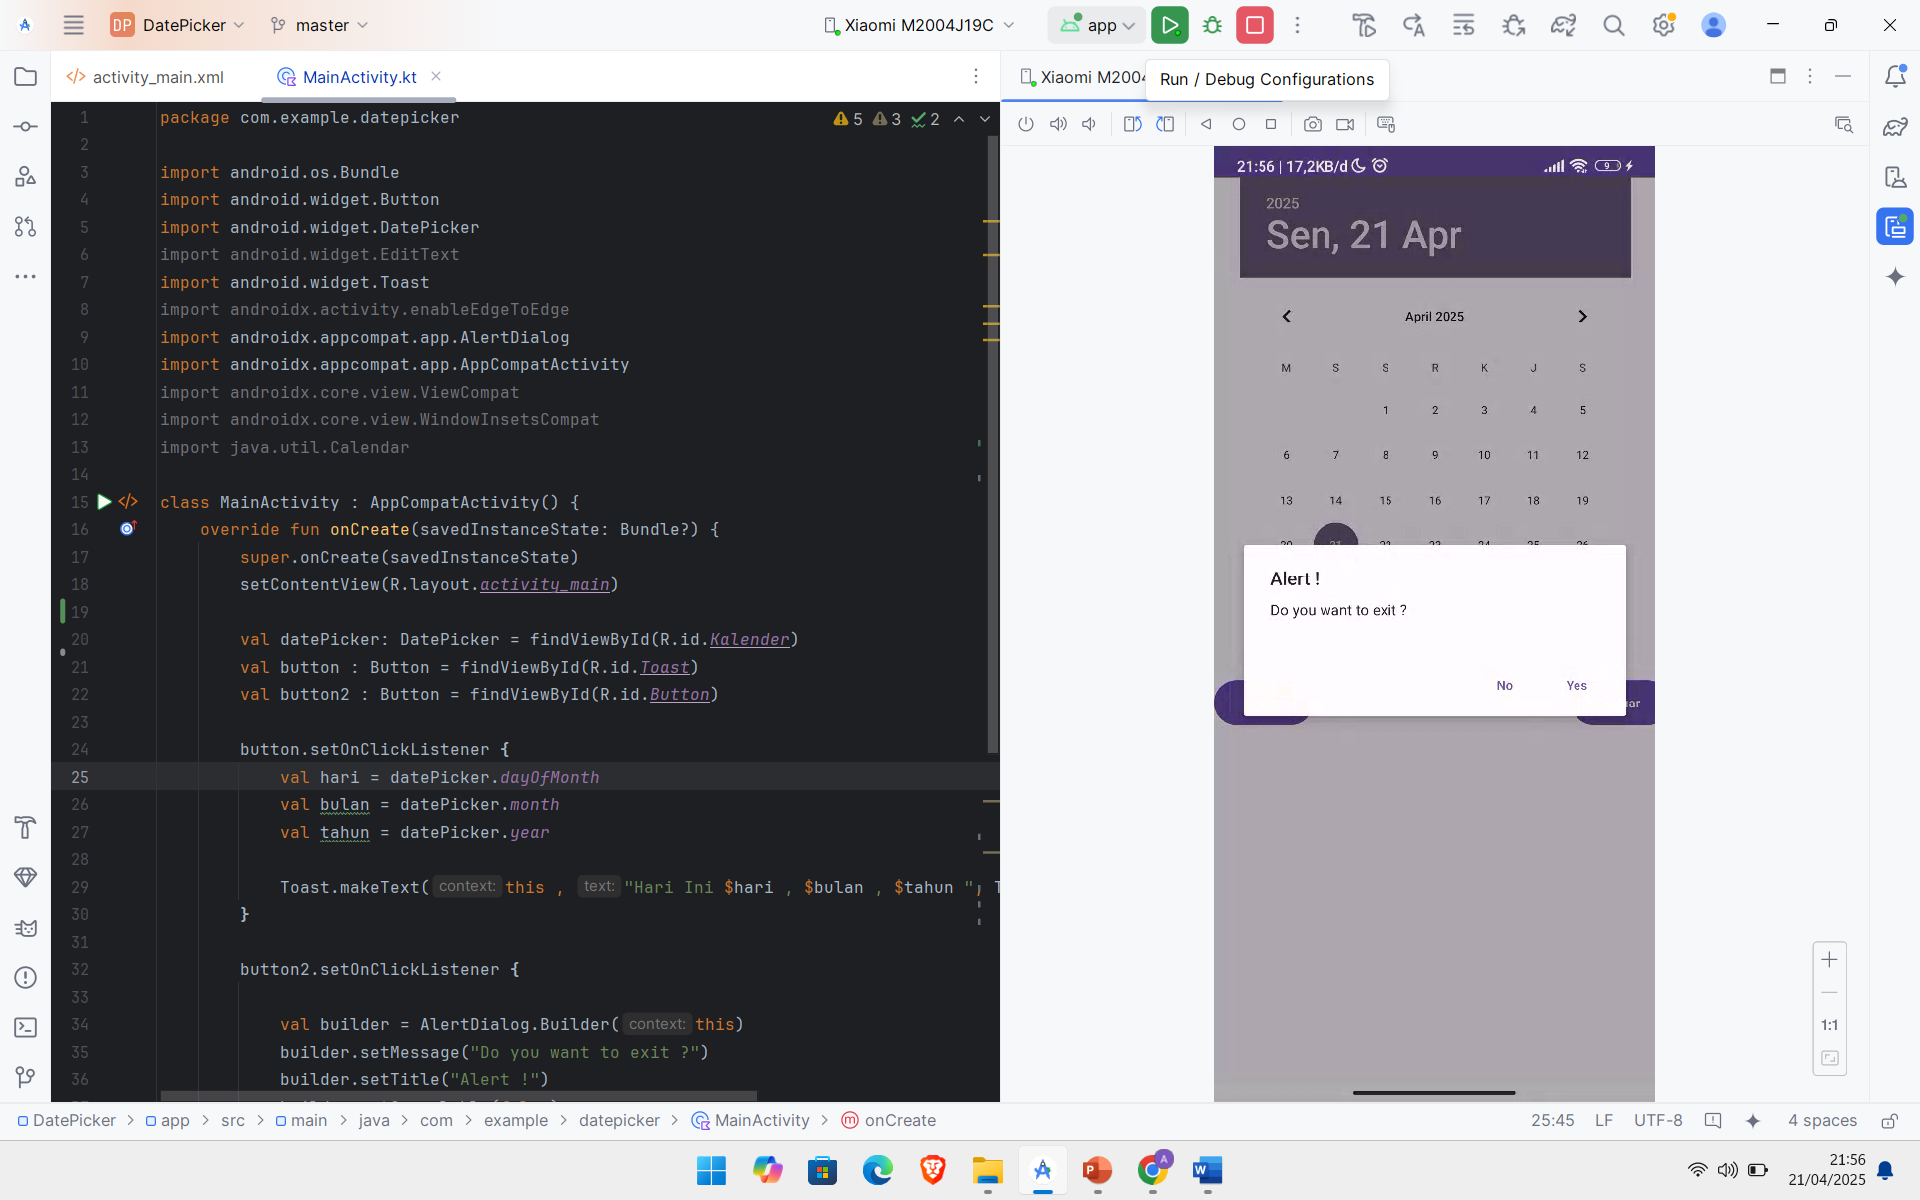 DP DatePicker master Xiaomi M2004J19C app
activity_main.xml MainActivity.kt Xiaomi M2004 Run / Debug Configurations
5 3 2
1 package com.example.datepicker
2
3 import android.os.Bundle
4 import android.widget.Button
5 import android.widget.DatePicker
6 import android.widget.EditText
7 import android.widget.Toast
8 import androidx.activity.enableEdgeToEdge
9 import androidx.appcompat.app.AlertDialog
10 import androidx.appcompat.app.AppCompatActivity
11 import androidx.core.view.ViewCompat
12 import androidx.core.view.WindowInsetsCompat
13 import java.util.Calendar
14
15 class MainActivity : AppCompatActivity() {
16 override fun onCreate(savedInstanceState: Bundle?) {
17 super.onCreate(savedInstanceState)
18 setContentView(R.layout.activity_main)
19
20 val datePicker: DatePicker = findViewById(R.id.Kalender)
21 val button : Button = findViewById(R.id.Toast)
22 val button2 : Button = findViewById(R.id.Button)
23
24 button.setOnClickListener {
25 val hari = datePicker.dayOfMonth
26 val bulan = datePicker.month
27 val tahun = datePicker.year
28
29 Toast.makeText( context: this , text: "Hari Ini $hari , $bulan , $tahun ", T
30 }
31
32 button2.setOnClickListener {
33
34 val builder = AlertDialog.Builder( context: this)
35 builder.setMessage("Do you want to exit ?")
36 builder.setTitle("Alert !")
21:56 | 17,2KB/d 9
2025
Sen, 21 Apr
April 2025
M S S R K J S
1 2 3 4 5
6 7 8 9 10 11 12
13 14 15 16 17 18 19
20 21 22 23 24 25 26
Alert !
Do you want to exit ?
No Yes
uar
1:1
DatePicker > app > src > main > java > com > example > datepicker > MainActivity > onCreate
25:45 LF UTF-8 4 spaces
21:56
21/04/2025